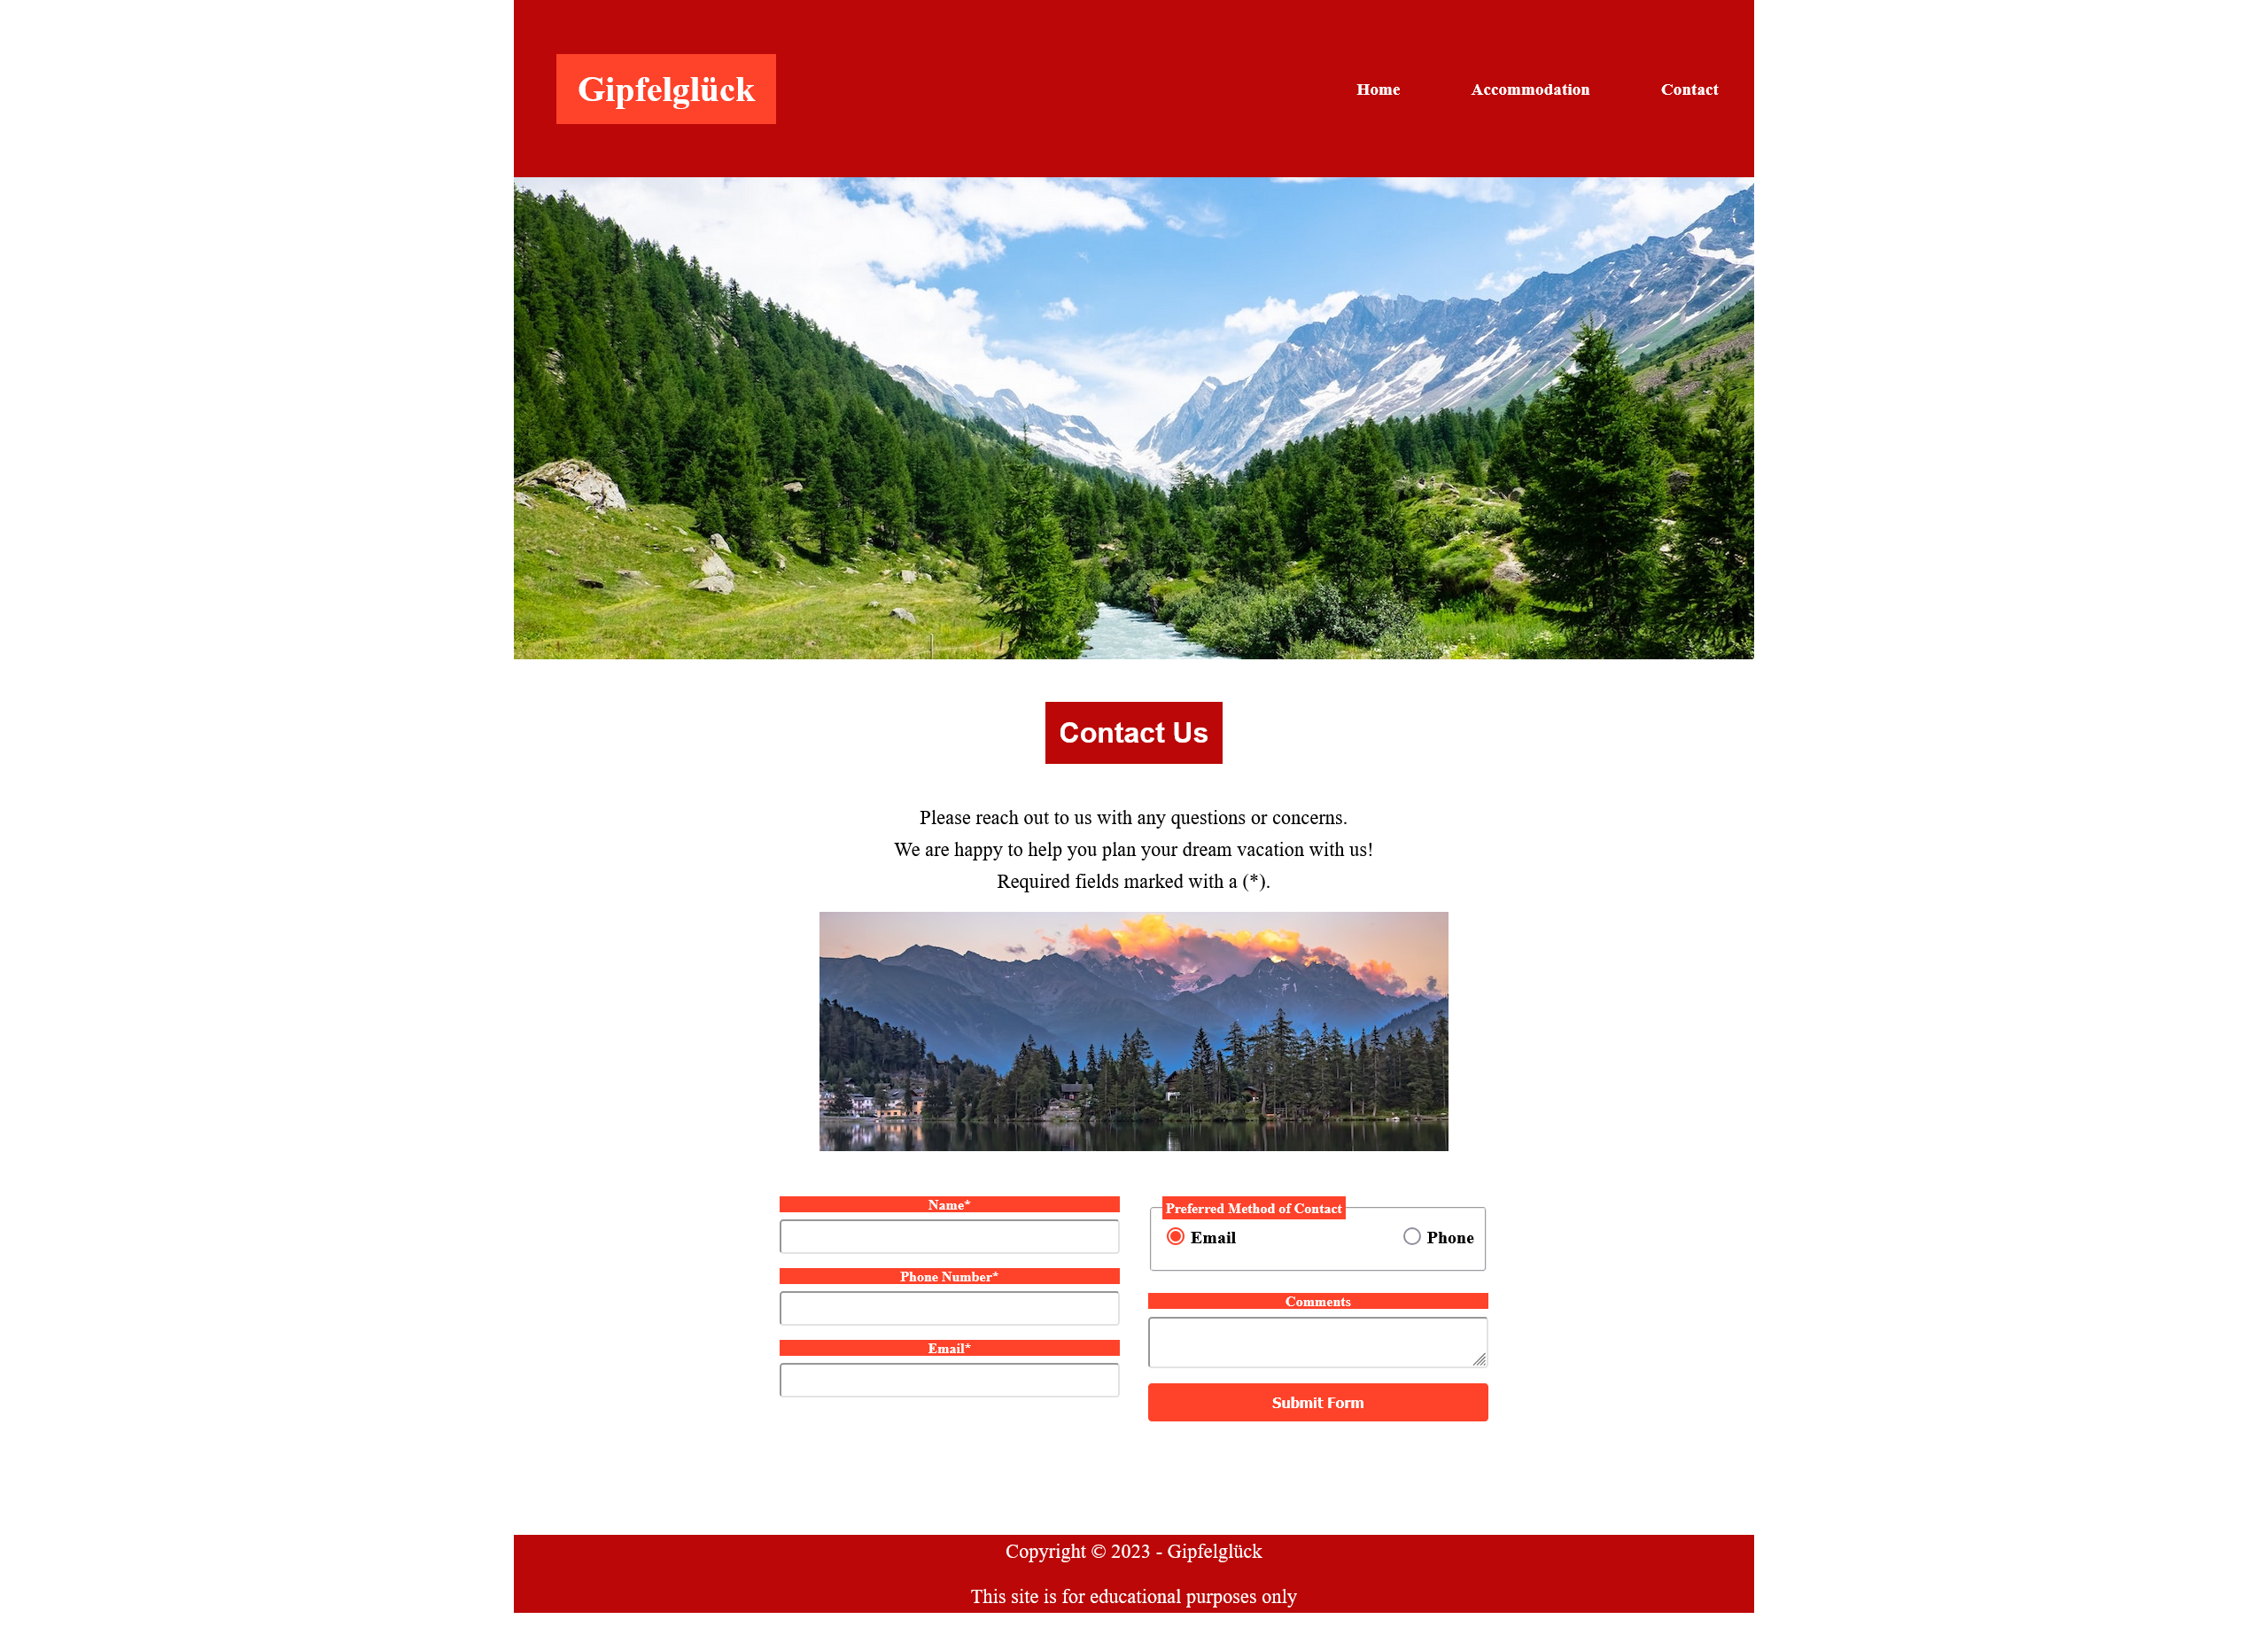 Gipfelglück
Home Accommodation Contact
Contact Us
Please reach out to us with any questions or concerns.
We are happy to help you plan your dream vacation with us!
Required fields marked with a (*).
Name*
Phone Number*
Email*
Preferred Method of Contact
Email Phone
Comments
Submit Form
Copyright © 2023 - Gipfelglück
This site is for educational purposes only